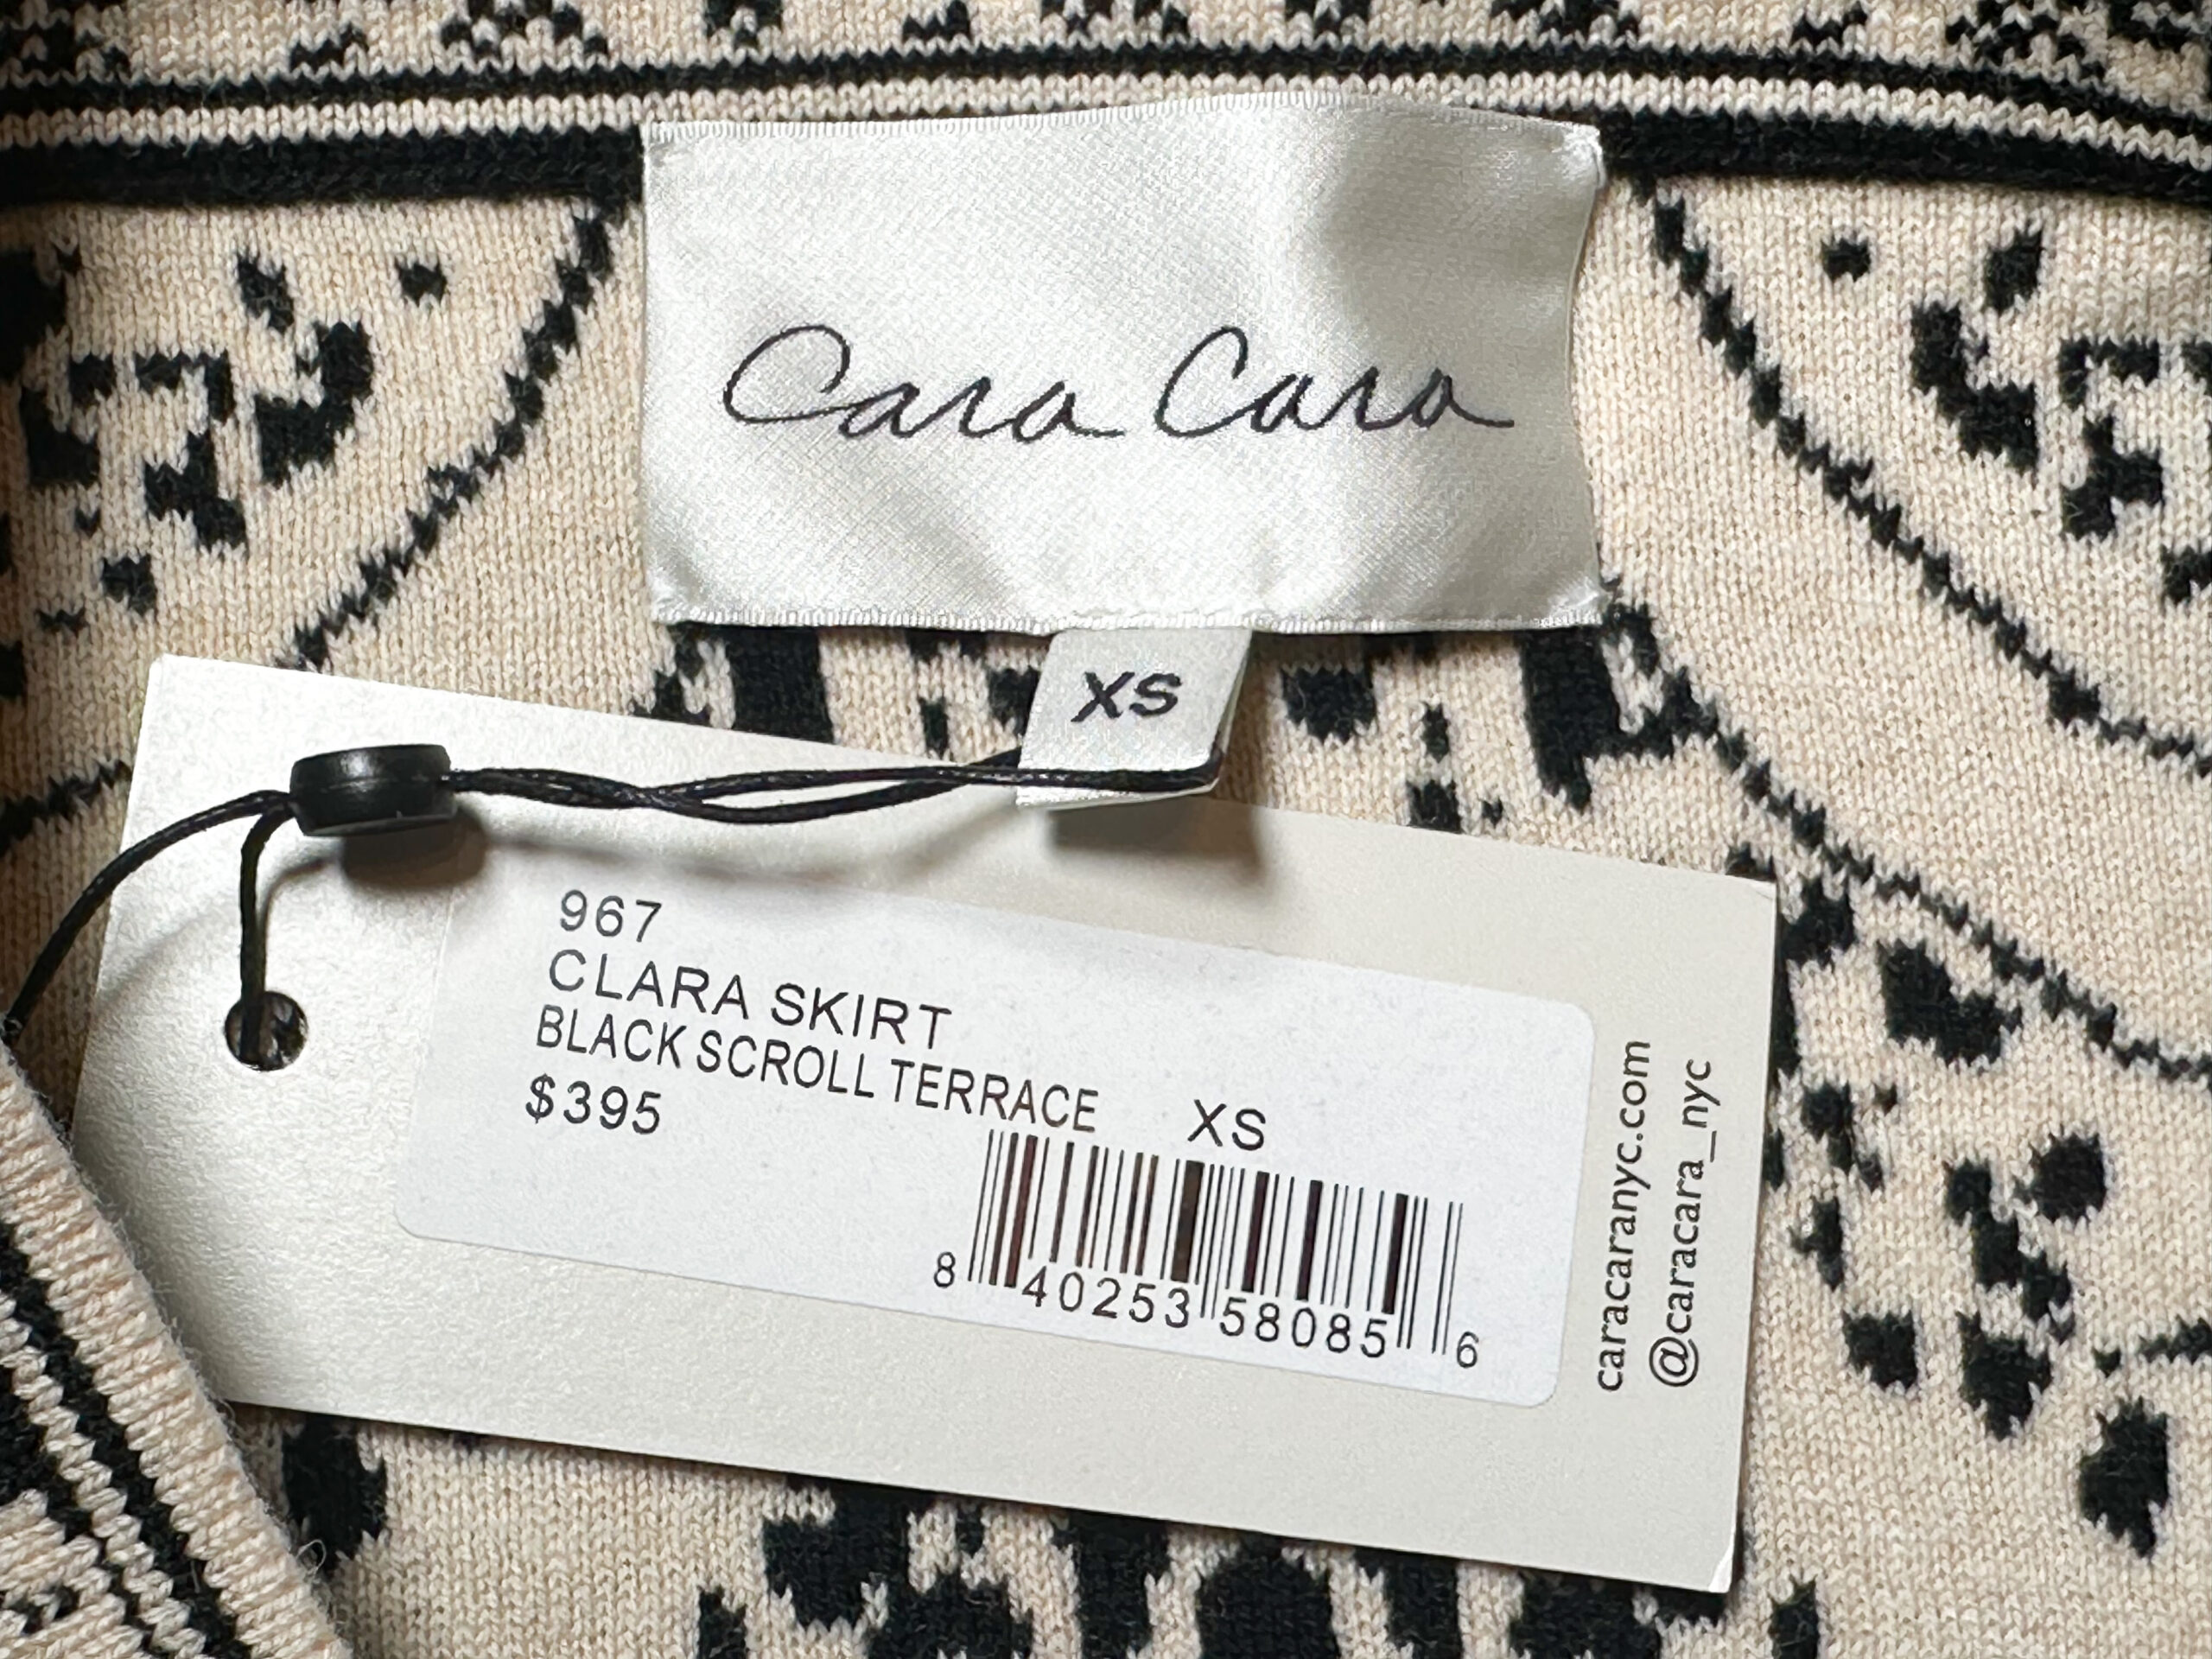 Cara Cara
XS
967
CLARA SKIRT
BLACK SCROLL TERRACE XS
$395
8 40253 58085 6
caracaranyc.com
@caracara_nyc